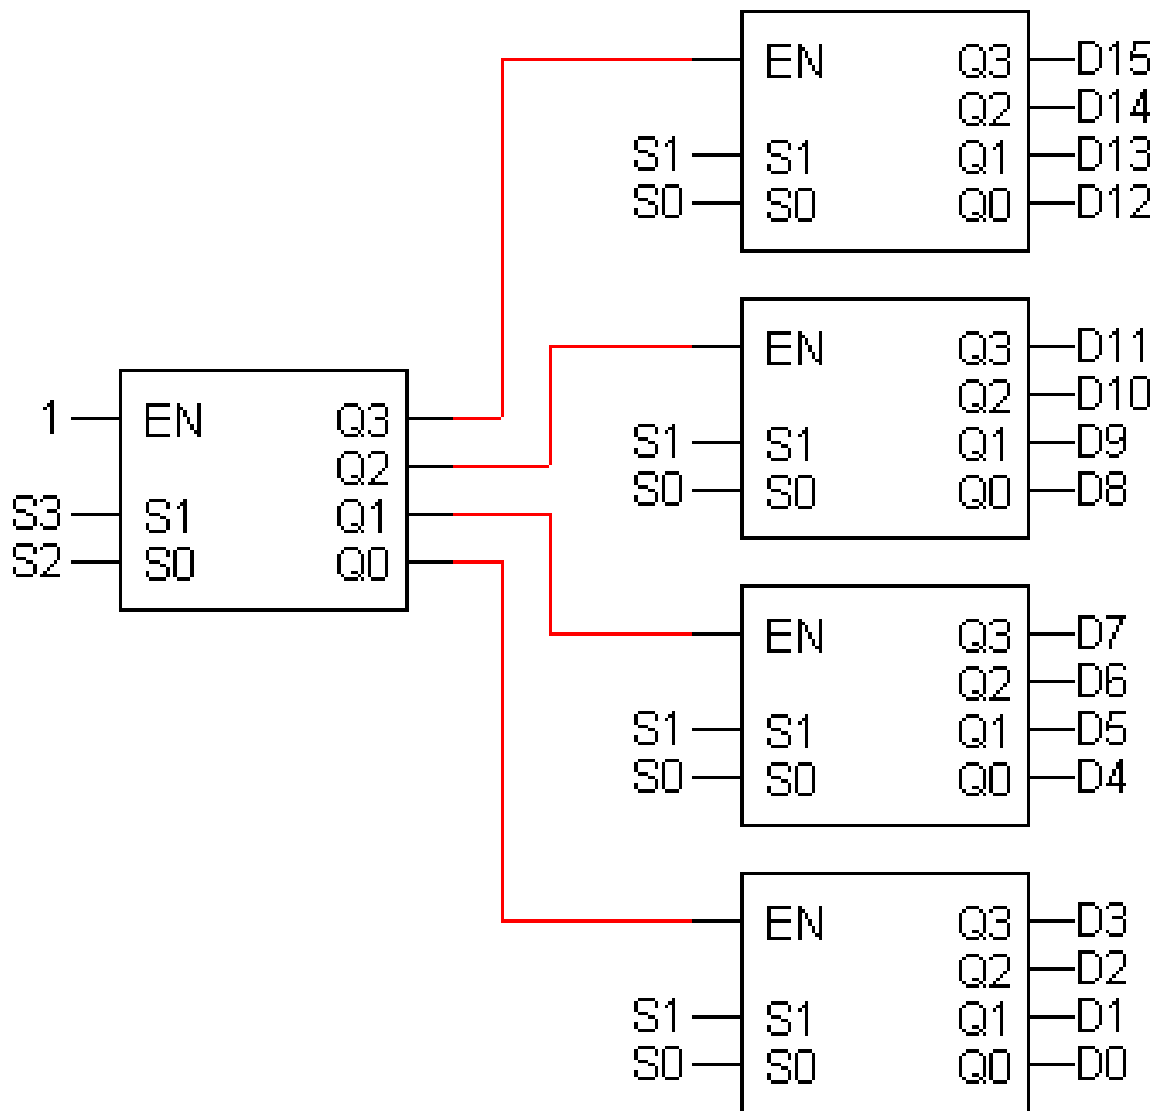 EN Q3 D15
Q2 D14
S1 S1 Q1 D13
S0 S0 Q0 D12
EN Q3 D11
Q2 D10
S1 S1 Q1 D9
S0 S0 Q0 D8
1 EN Q3
Q2
S3 S1 Q1
S2 S0 Q0
EN Q3 D7
Q2 D6
S1 S1 Q1 D5
S0 S0 Q0 D4
EN Q3 D3
Q2 D2
S1 S1 Q1 D1
S0 S0 Q0 D0